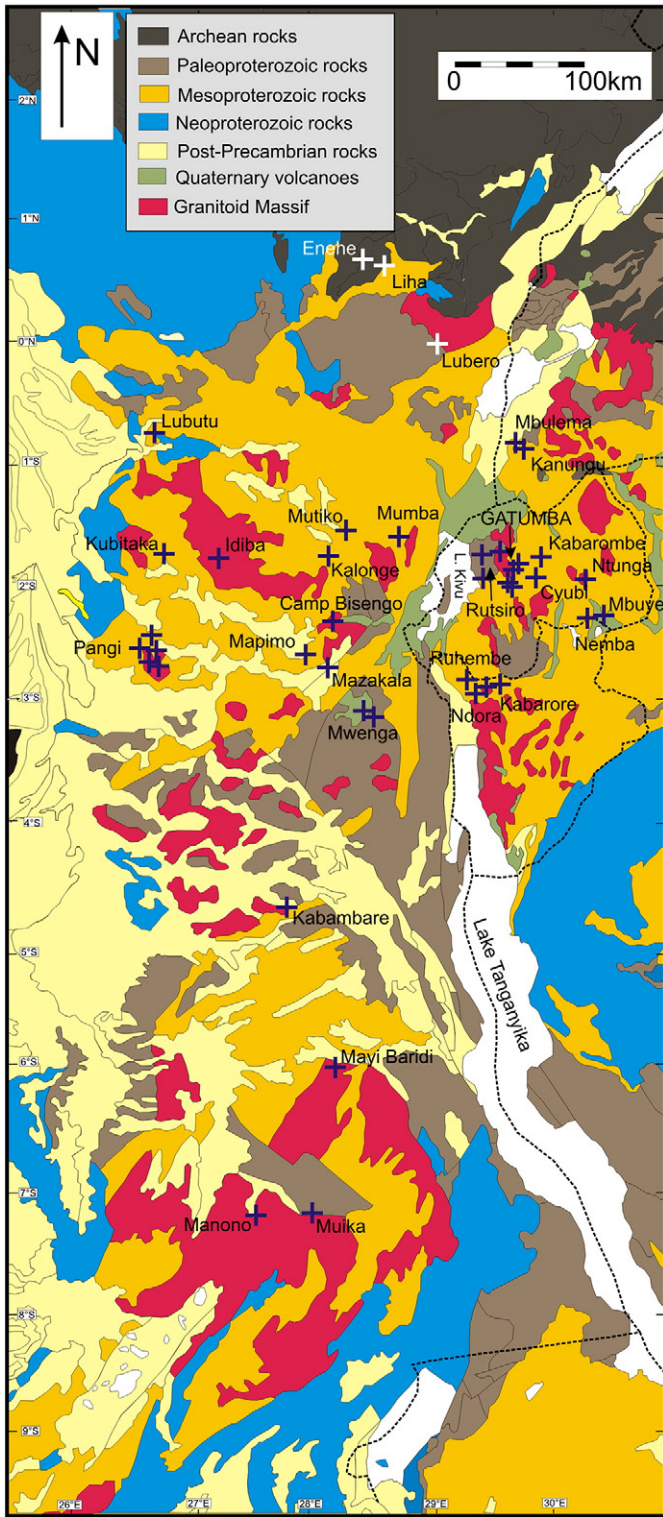 N
Archean rocks
Paleoproterozoic rocks
Mesoproterozoic rocks
Neoproterozoic rocks
Post-Precambrian rocks
Quaternary volcanoes
Granitoid Massif
0 100km
2°N
1°N
Enehe
Liha
0°N
Lubero
Lubutu
Mbulema
Kanungu
1°S
Mutiko
Mumba
GATUMBA
Kubitaka
Idiba
Kalonge
Kabarombe
Ntunga
2°S
L. Kivu
Rutsiro
Cyubi
Mbuye
Camp Bisengo
Nemba
Pangi
Mapimo
Mazakala
Ruhembe
3°S
Ndora
Kabarore
Mwenga
4°S
Kabambare
5°S
Lake Tanganyika
6°S
Mayi Baridi
7°S
Manono
Muika
8°S
9°S
26°E
27°E
28°E
29°E
30°E